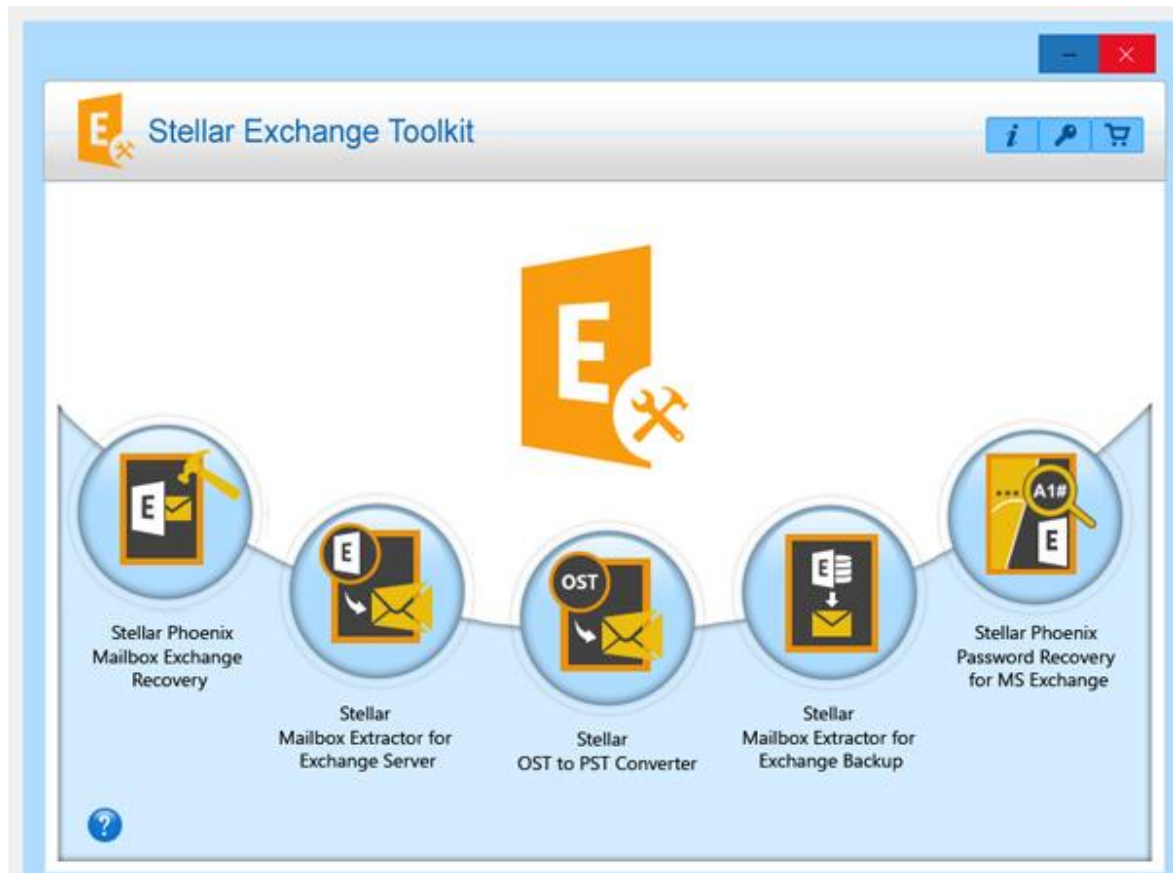 E
Stellar Exchange Toolkit
i
E
E
Stellar Phoenix
Mailbox Exchange
Recovery
E
Stellar
Mailbox Extractor for
Exchange Server
OST
Stellar
OST to PST Converter
E
Stellar
Mailbox Extractor for
Exchange Backup
A1#
E
Stellar Phoenix
Password Recovery
for MS Exchange
?